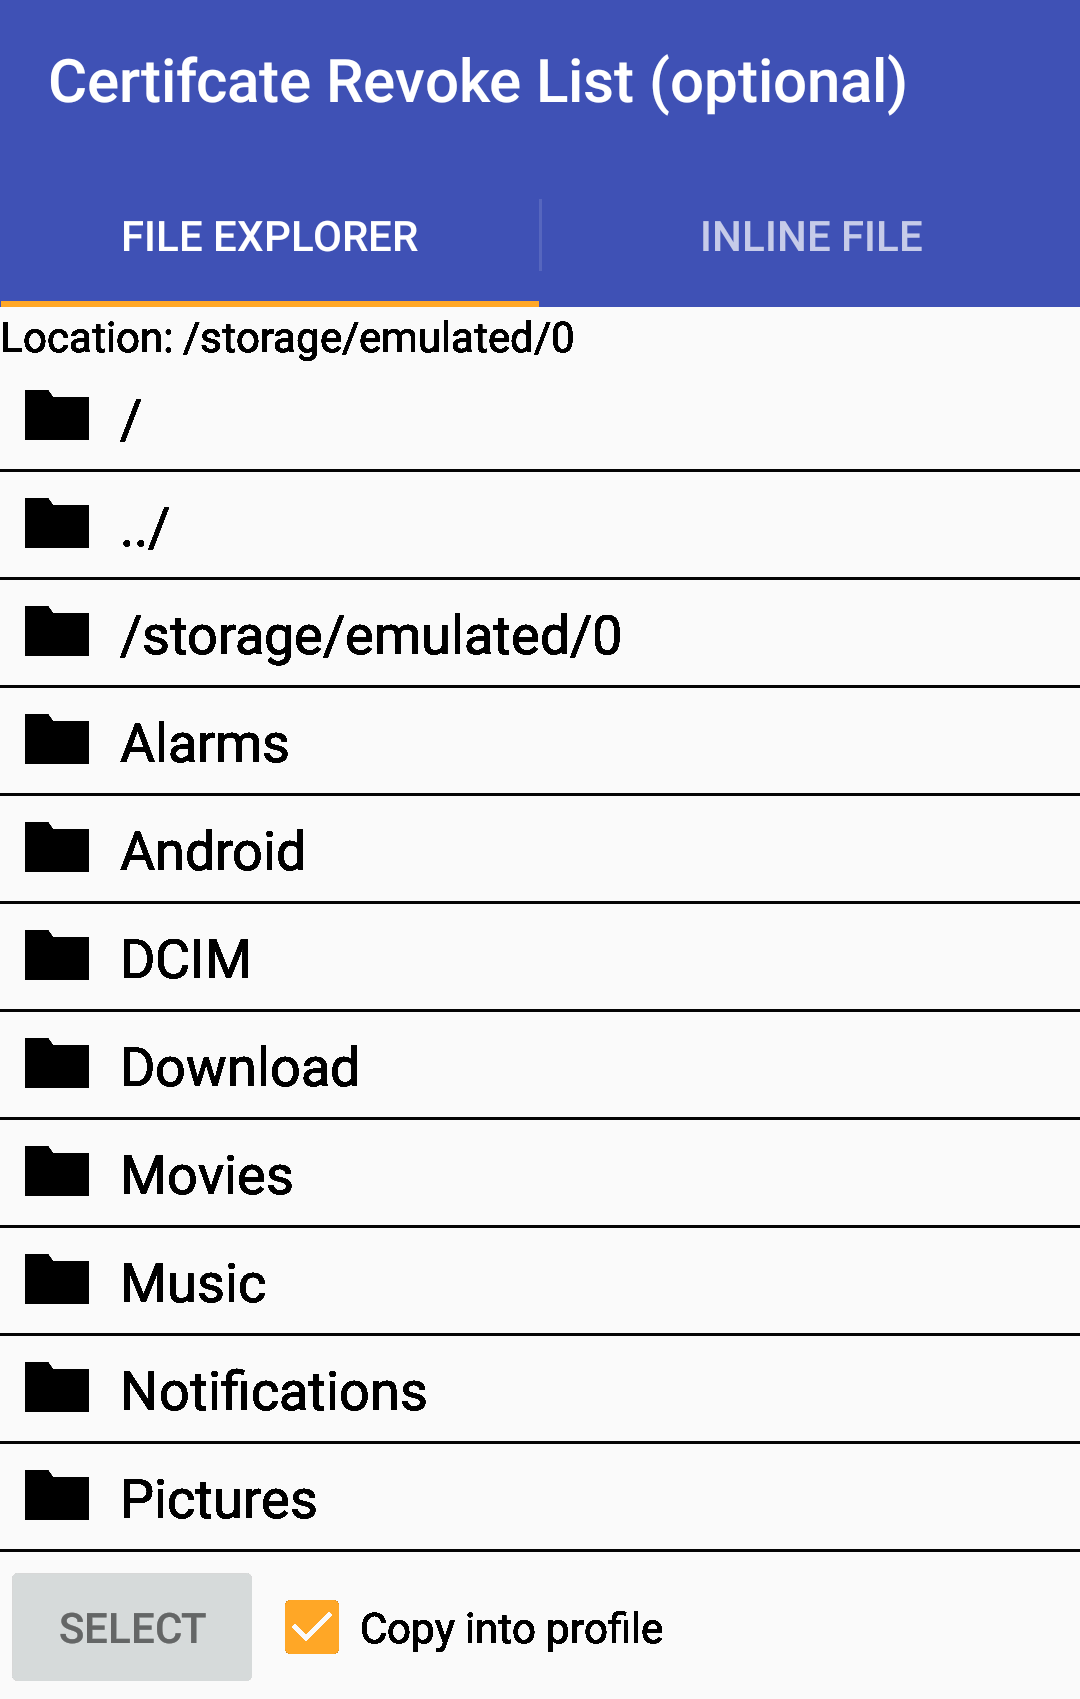 Certifcate Revoke List (optional)
FILE EXPLORER
INLINE FILE
Location: /storage/emulated/0
/
../
/storage/emulated/0
Alarms
Android
DCIM
Download
Movies
Music
Notifications
Pictures
SELECT
Copy into profile